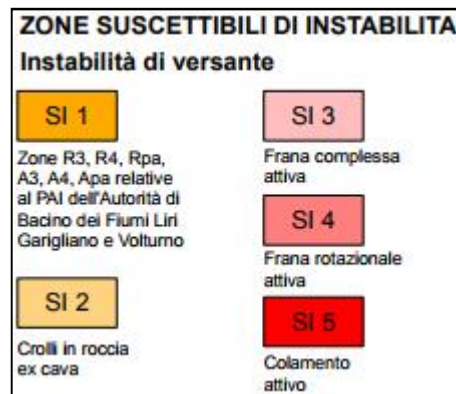 ZONE SUSCETTIBILI DI INSTABILITA
Instabilità di versante
SI 1
Zone R3, R4, Rpa,
A3, A4, Apa relative
al PAI dell'Autorità di
Bacino dei Fiumi Liri
Garigliano e Volturno
SI 2
Crolli in roccia
ex cava
SI 3
Frana complessa
attiva
SI 4
Frana rotazionale
attiva
SI 5
Colamento
attivo